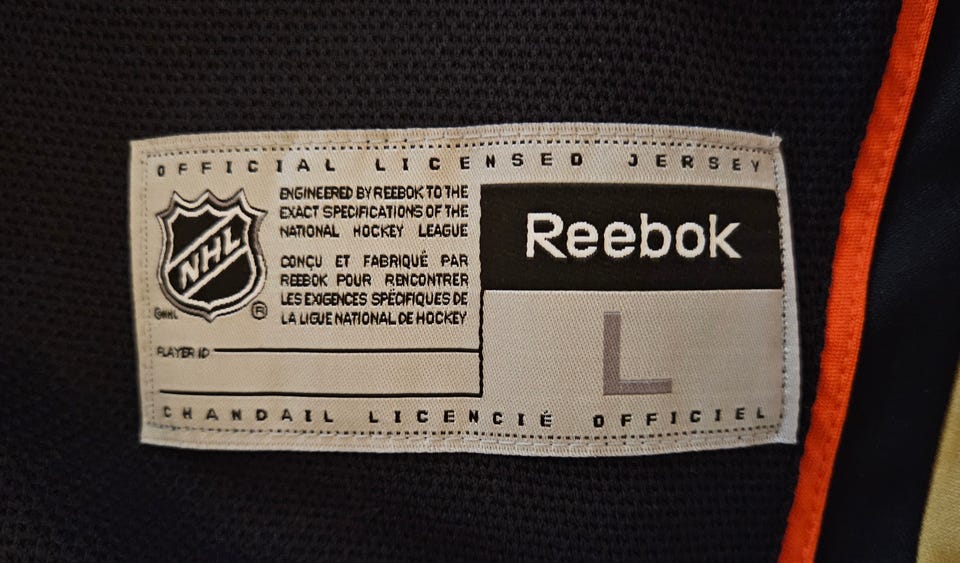 OFFICIAL LICENSED JERSEY
NHL
©NHL
®
ENGINEERED BY REEBOK TO THE
EXACT SPECIFICATIONS OF THE
NATIONAL HOCKEY LEAGUE
CONÇU ET FABRIQUÉ PAR
REEBOK POUR RENCONTRER
LES EXIGENCES SPÉCIFIQUES DE
LA LIGUE NATIONAL DE HOCKEY
PLAYER ID
Reebok
L
CHANDAIL LICENCIÉ OFFICIEL